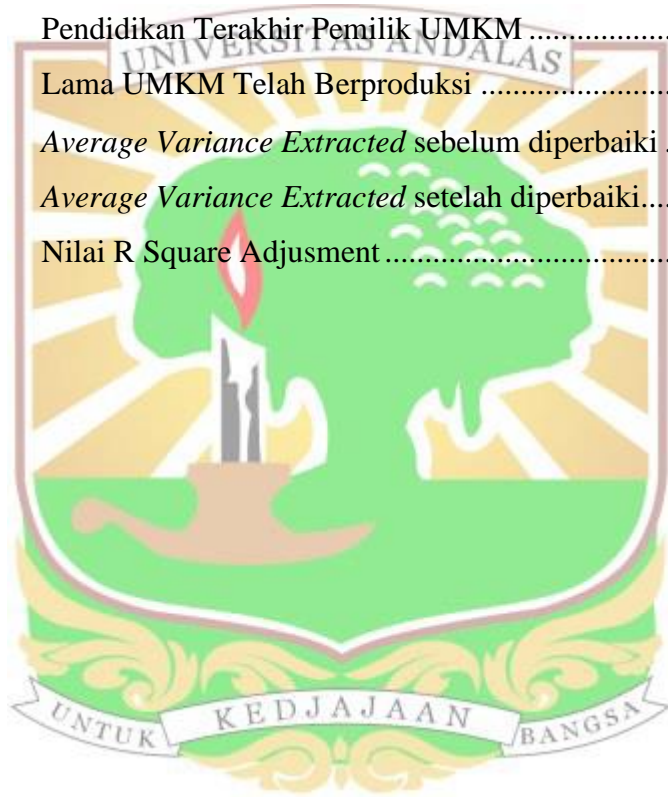 Pendidikan Terakhir Pemilik UMKM ..................
UNIVERSITAS ANDALAS
Lama UMKM Telah Berproduksi ........................
Average Variance Extracted sebelum diperbaiki .
Average Variance Extracted setelah diperbaiki....
Nilai R Square Adjusment ....................................
UNTUK KEDJAJAAN BANGSA